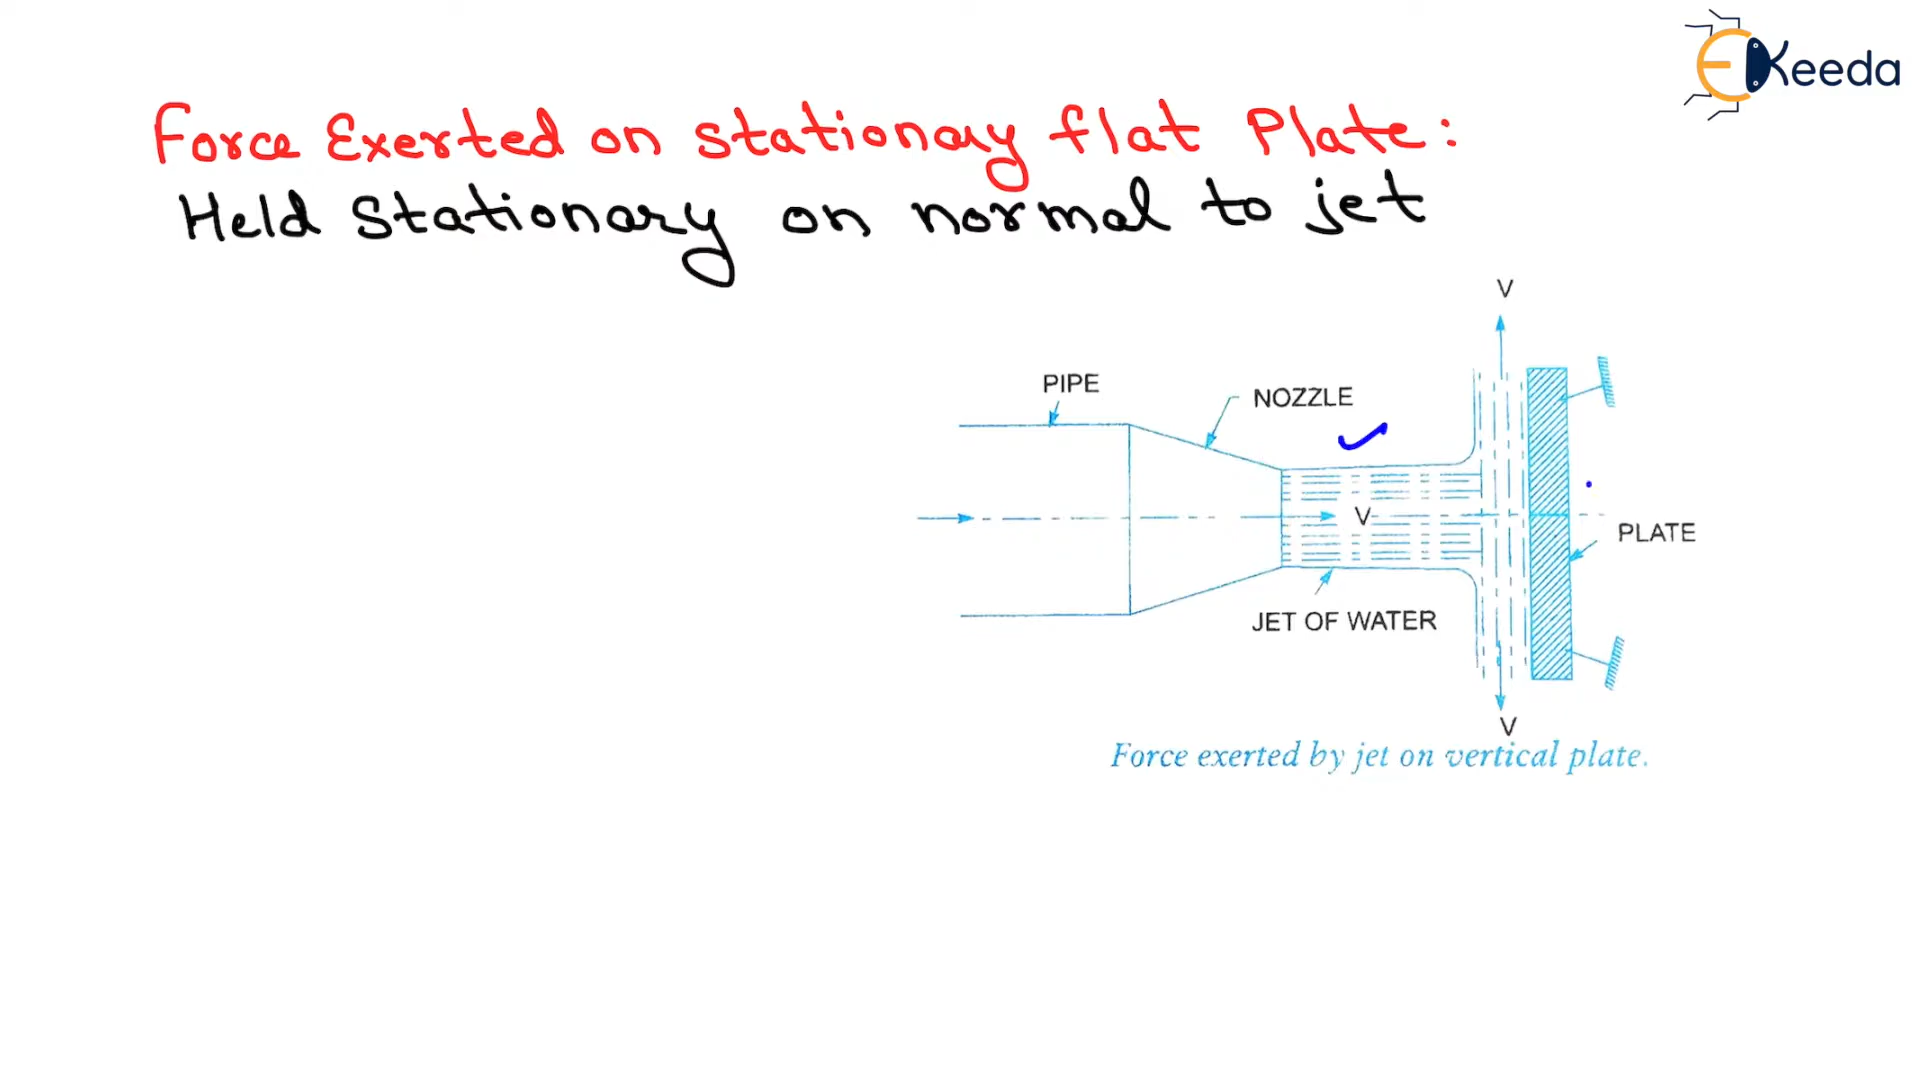 EKeeda
Force Exerted on stationary flat Plate:
Held Stationary on normal to jet
V
PIPE
NOZZLE
V
PLATE
JET OF WATER
V
Force exerted by jet on vertical plate.